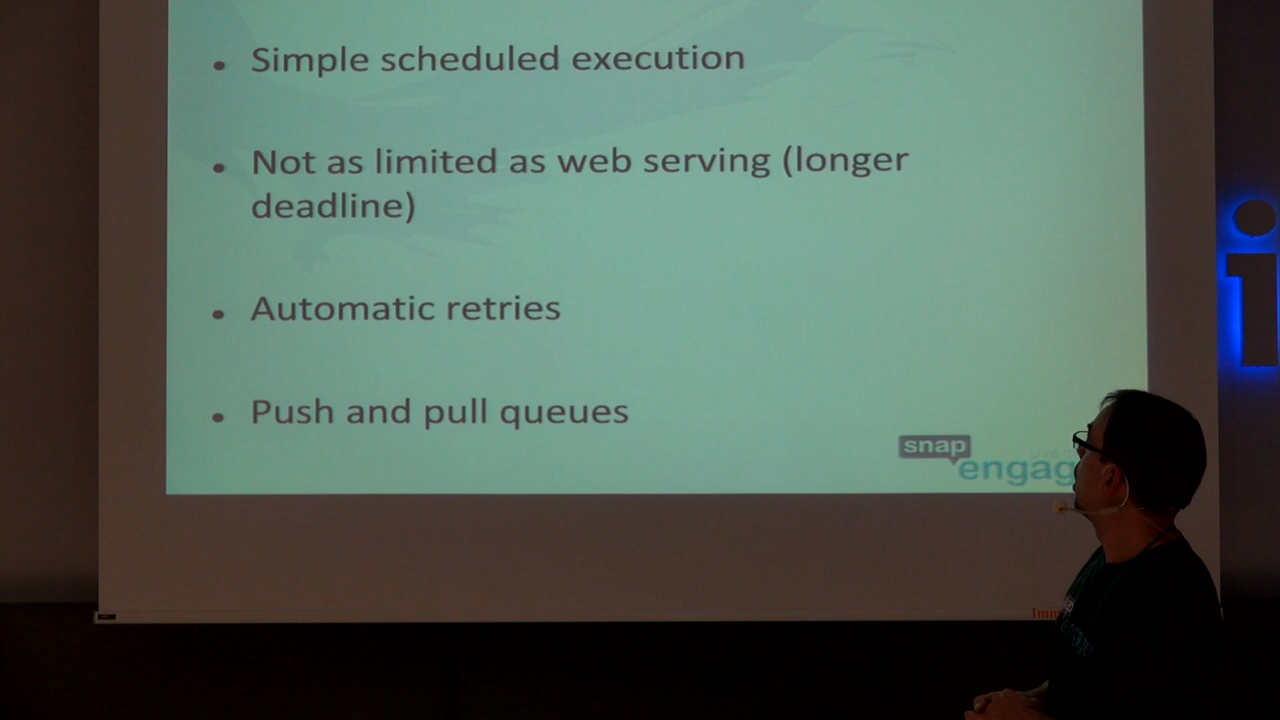 • Simple scheduled execution
• Not as limited as web serving (longer
deadline)
• Automatic retries
• Push and pull queues
snap
engag
i